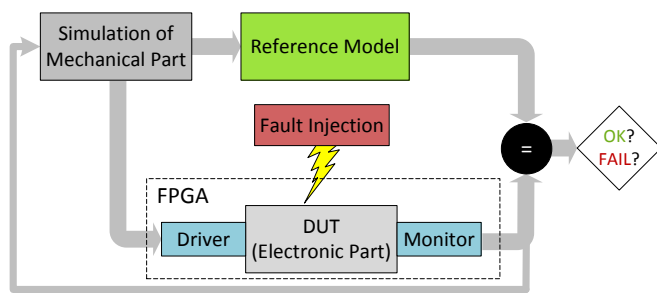 Simulation of
Mechanical Part
Reference Model
Fault Injection
=
OK?
FAIL?
FPGA
Driver
DUT
(Electronic Part)
Monitor